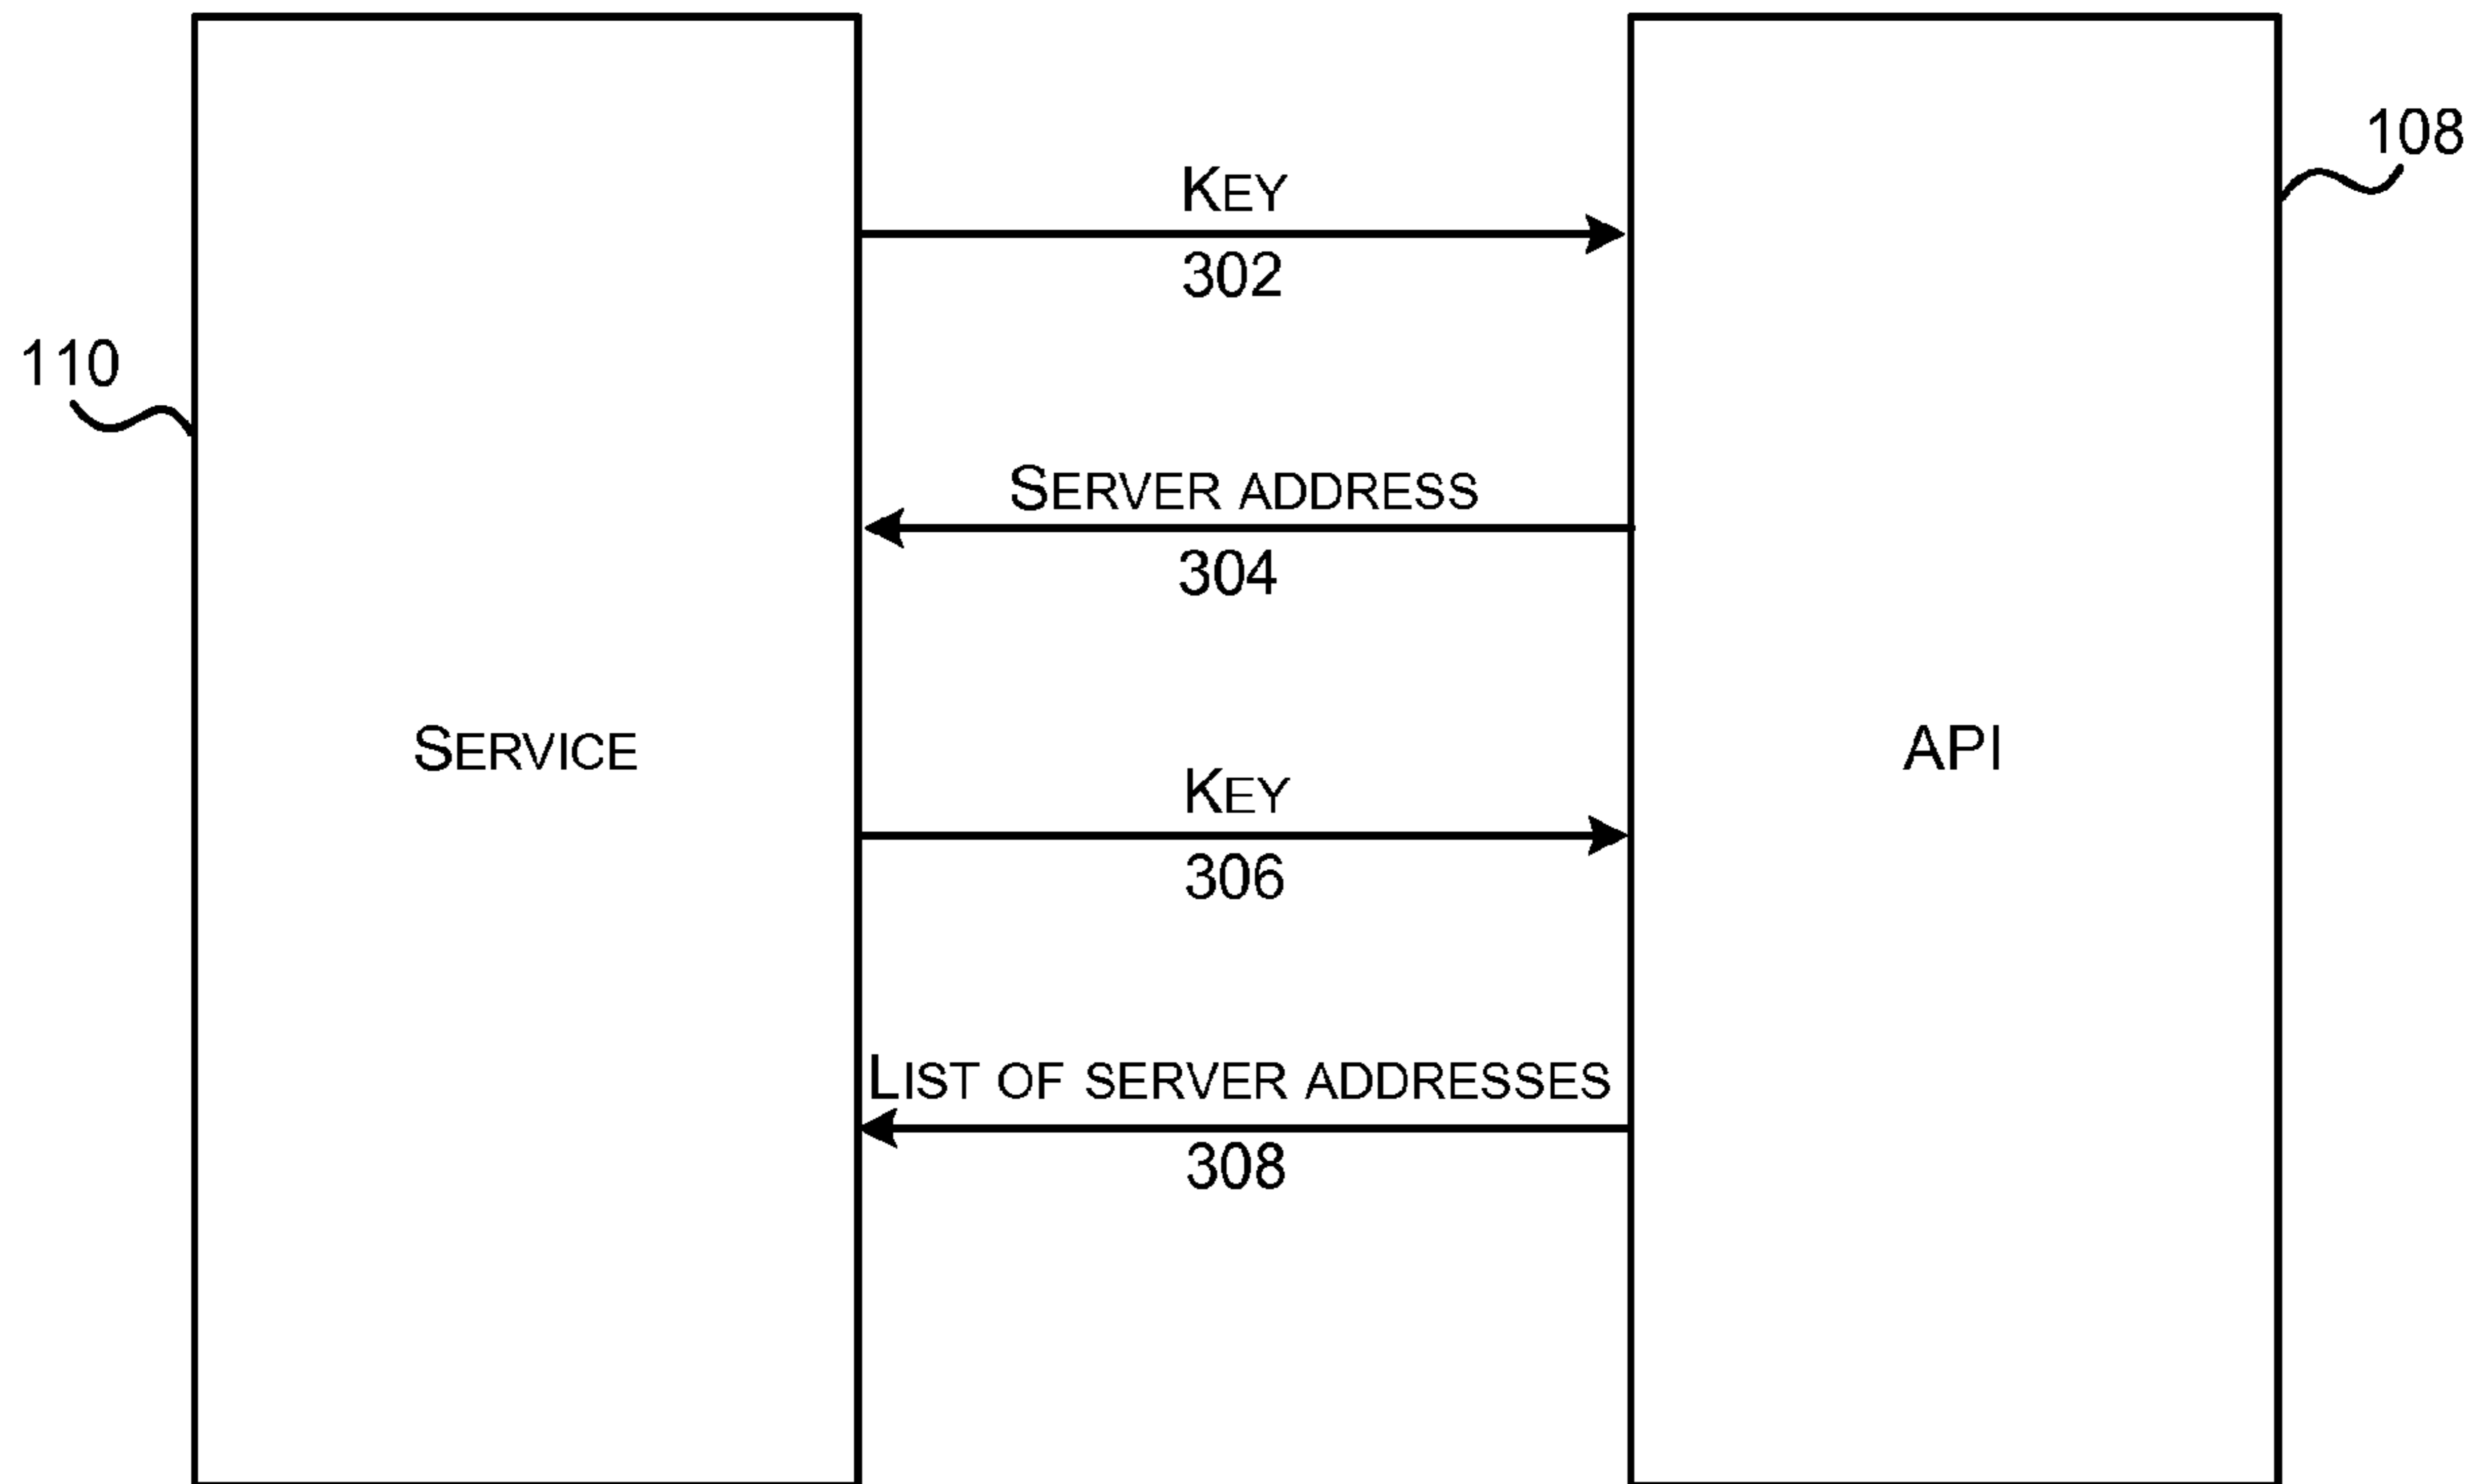 108
KEY
302
110
SERVER ADDRESS
304
SERVICE
API
KEY
306
LIST OF SERVER ADDRESSES
308